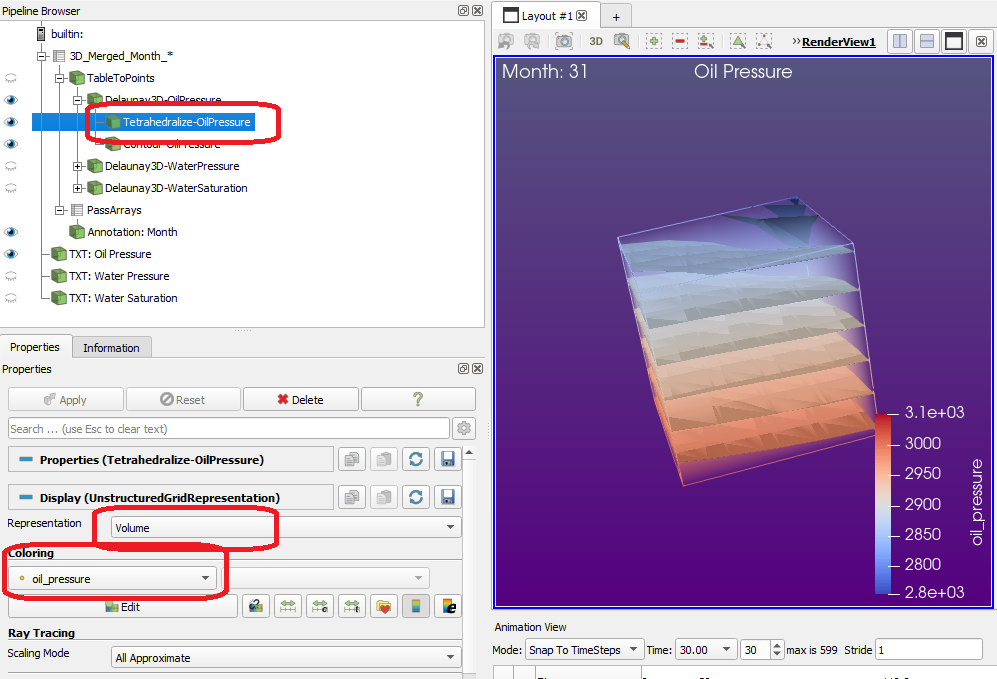 Pipeline Browser
builtin:
3D_Merged_Month_*
TableToPoints
Delaunay3D-OilPressure
Tetrahedralize-OilPressure
Contour-OilPressure
Delaunay3D-WaterPressure
Delaunay3D-WaterSaturation
PassArrays
Annotation: Month
TXT: Oil Pressure
TXT: Water Pressure
TXT: Water Saturation
Properties Information
Properties
Apply Reset Delete ?
Search ... (use Esc to clear text)
Properties (Tetrahedralize-OilPressure)
Display (UnstructuredGridRepresentation)
Representation Volume
Coloring
oil_pressure
Edit
Ray Tracing
Scaling Mode All Approximate
Layout #1 +
3D RenderView1
Month: 31 Oil Pressure
3.1e+03
3000
2950
2900
2850
2800
2.8e+03
oil_pressure
Animation View
Mode: Snap To TimeSteps Time: 30.00 30 max is 599 Stride 1